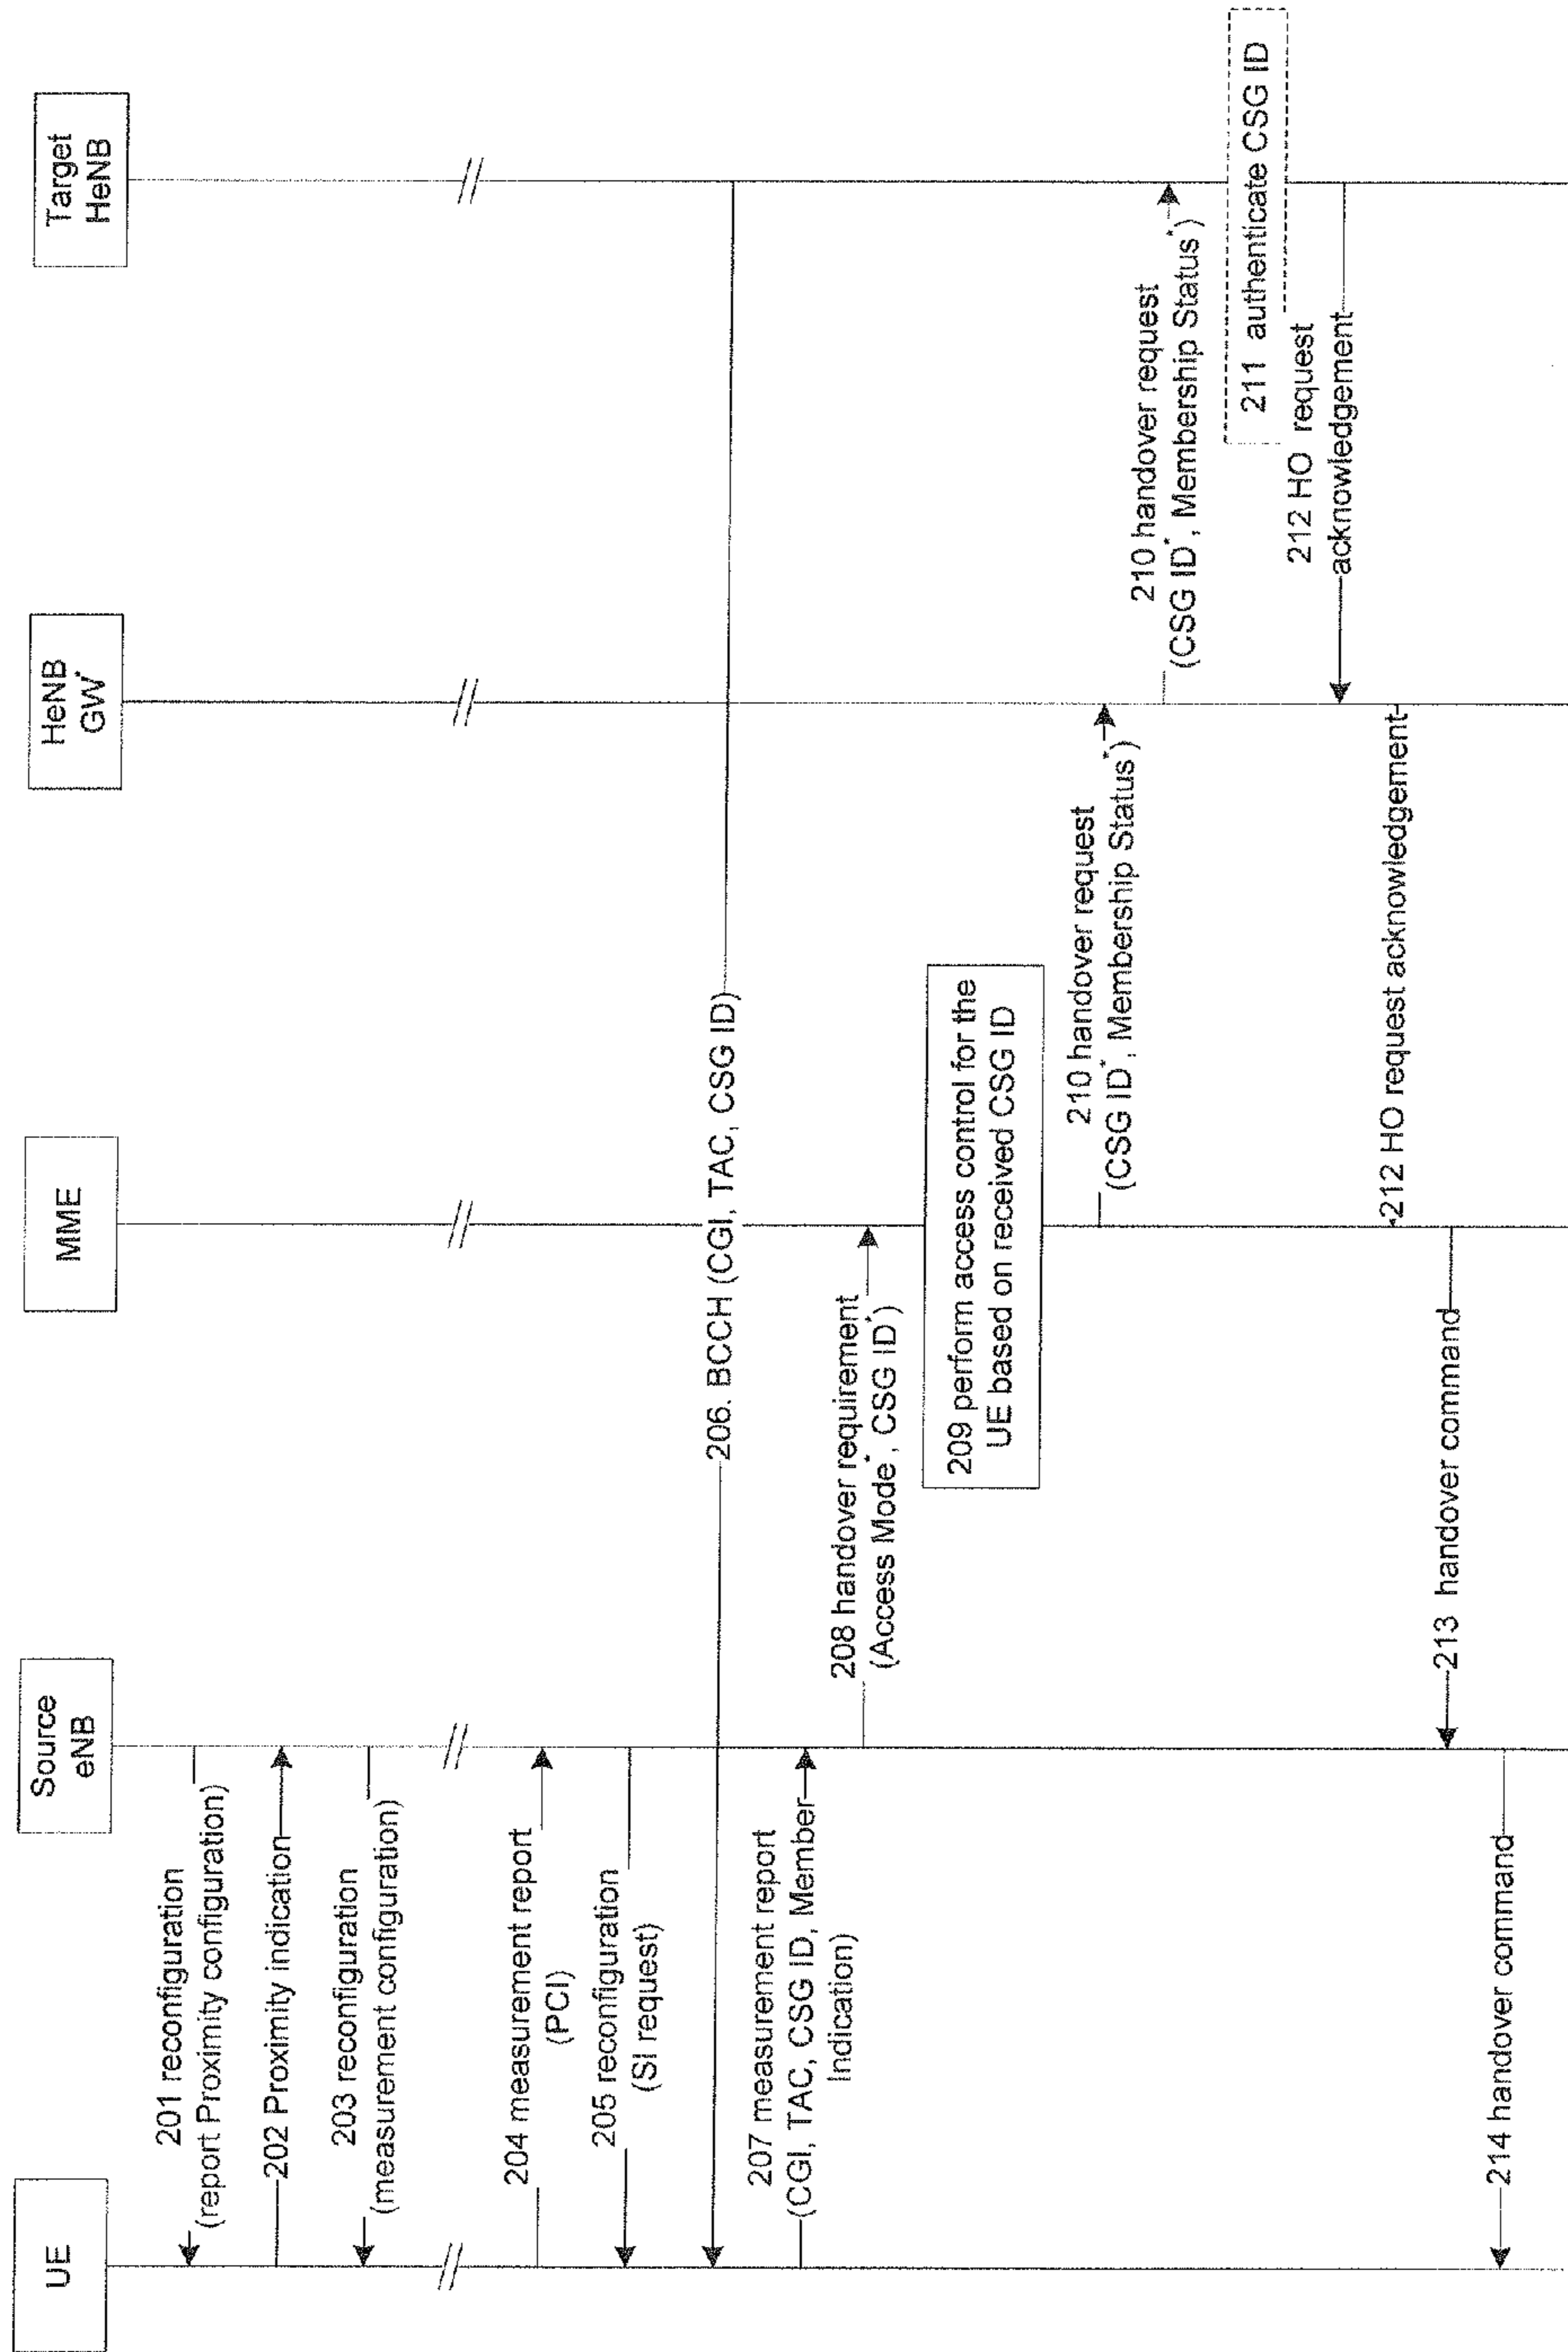 UE
Source
eNB
MME
HeNB
GW*
Target
HeNB
201 reconfiguration
(report Proximity configuration)
202 Proximity indication
203 reconfiguration
(measurement configuration)
204 measurement report
(PCI)
205 reconfiguration
(SI request)
206. BCCH (CGI, TAC, CSG ID)
207 measurement report
(CGI, TAC, CSG ID, Member
Indication)
208 handover requirement
(Access Mode*, CSG ID*)
209 perform access control for the
UE based on received CSG ID
210 handover request
(CSG ID*, Membership Status*)
210 handover request
(CSG ID*, Membership Status*)
211 authenticate CSG ID
212 HO request
acknowledgement
212 HO request acknowledgement
213 handover command
214 handover command